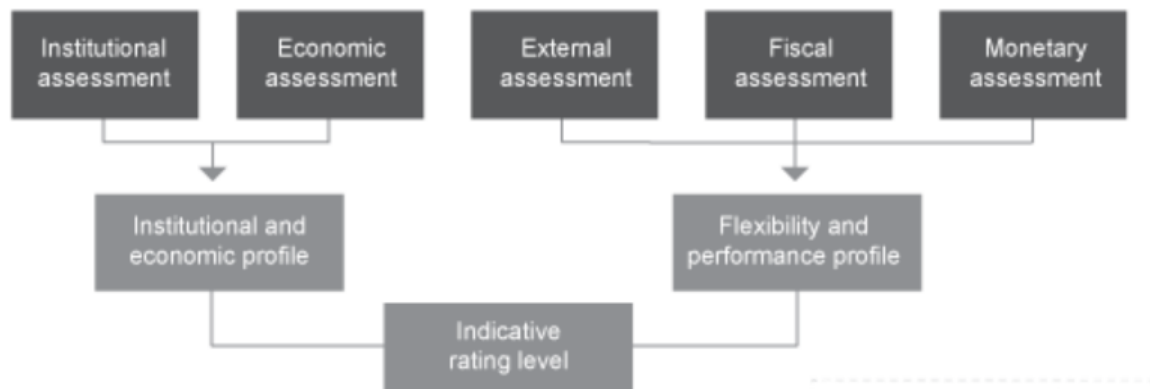 Institutional
assessment
Economic
assessment
External
assessment
Fiscal
assessment
Monetary
assessment
Institutional and
economic profile
Flexibility and
performance profile
Indicative
rating level